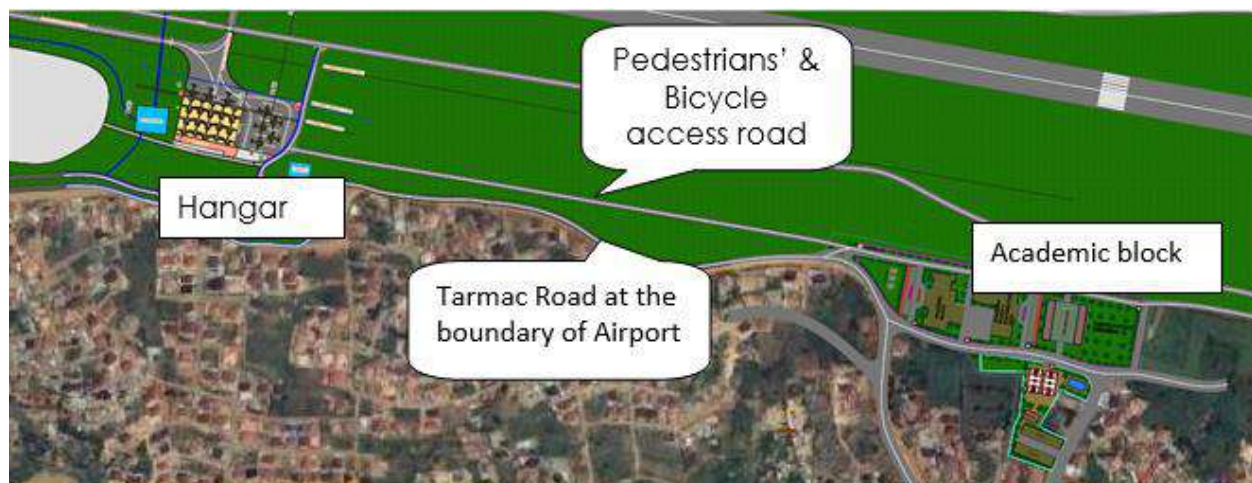 Pedestrians' &
Bicycle
access road
Hangar
Academic block
Tarmac Road at the
boundary of Airport